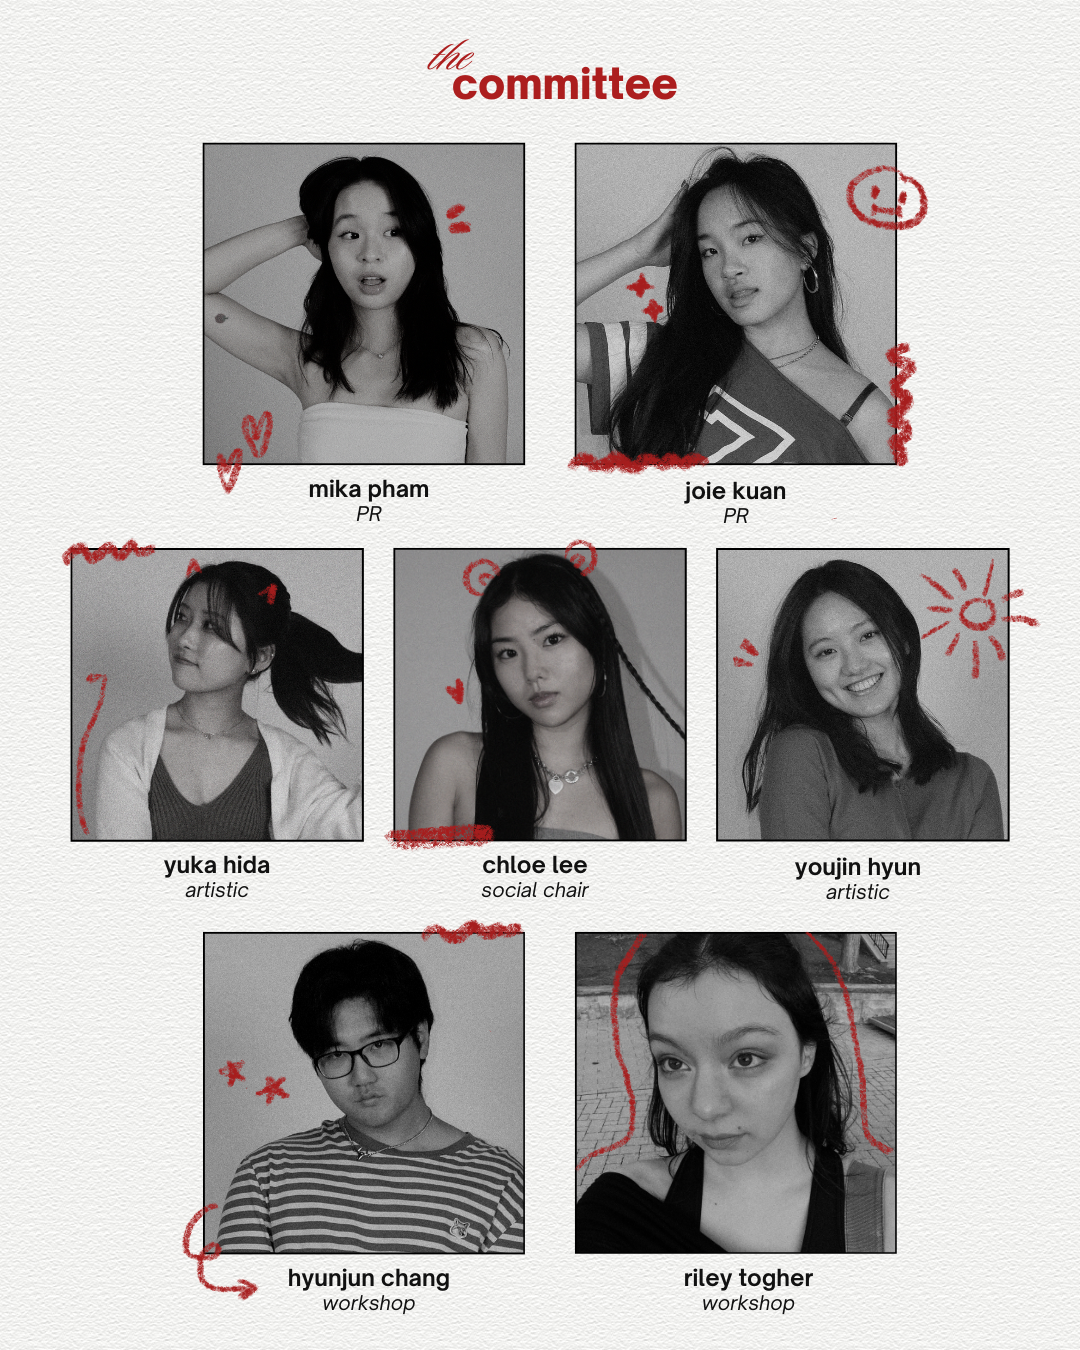 the
committee
mika pham
PR
joie kuan
PR
yuka hida
artistic
chloe lee
social chair
youjin hyun
artistic
hyunjun chang
workshop
riley togher
workshop